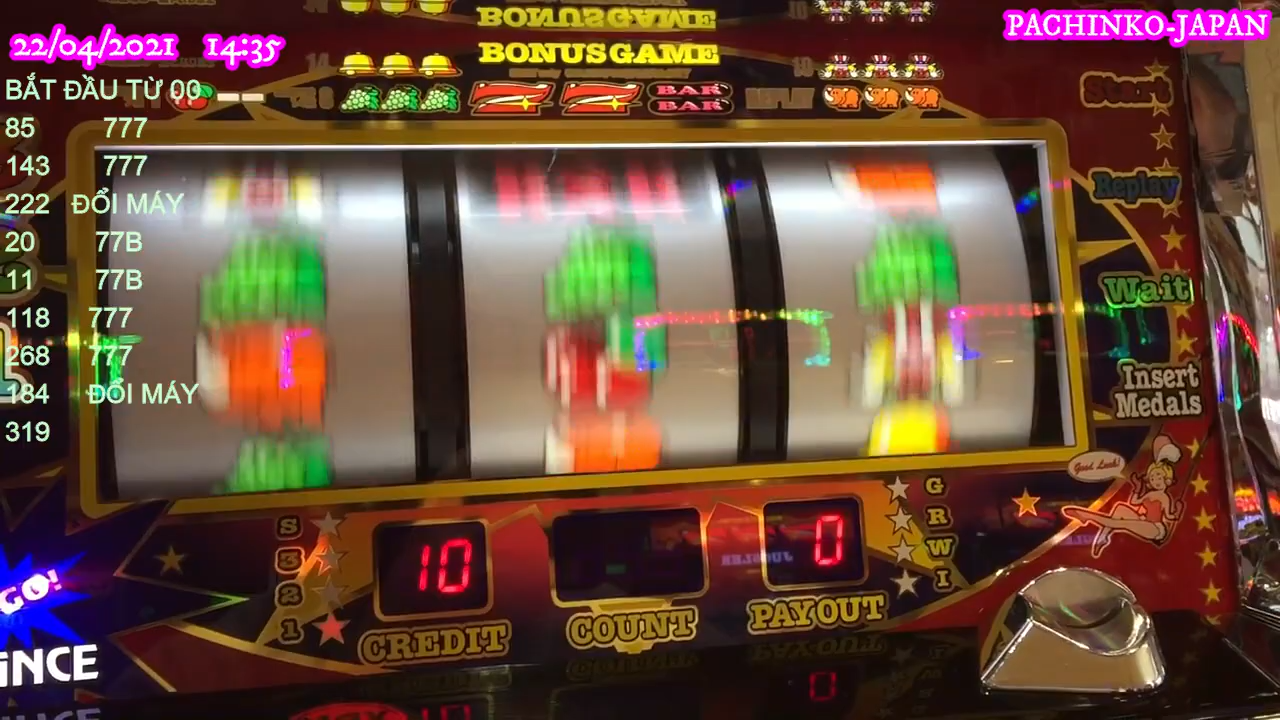 22/04/2021 14:35
PACHINKO-JAPAN
BONUS GAME
BONUS GAME
14
10
BAR
BAR
REPLAY
BẮT ĐẦU TỪ 00
85 777
143 777
222 ĐỔI MÁY
20 77B
11 77B
118 777
268 777
184 ĐỔI MÁY
319
Start
Replay
Wait
Insert
Medals
Good Luck!
S
3
2
1
G
R
W
I
10
0
CREDIT
COUNT
PAYOUT
GO!
0